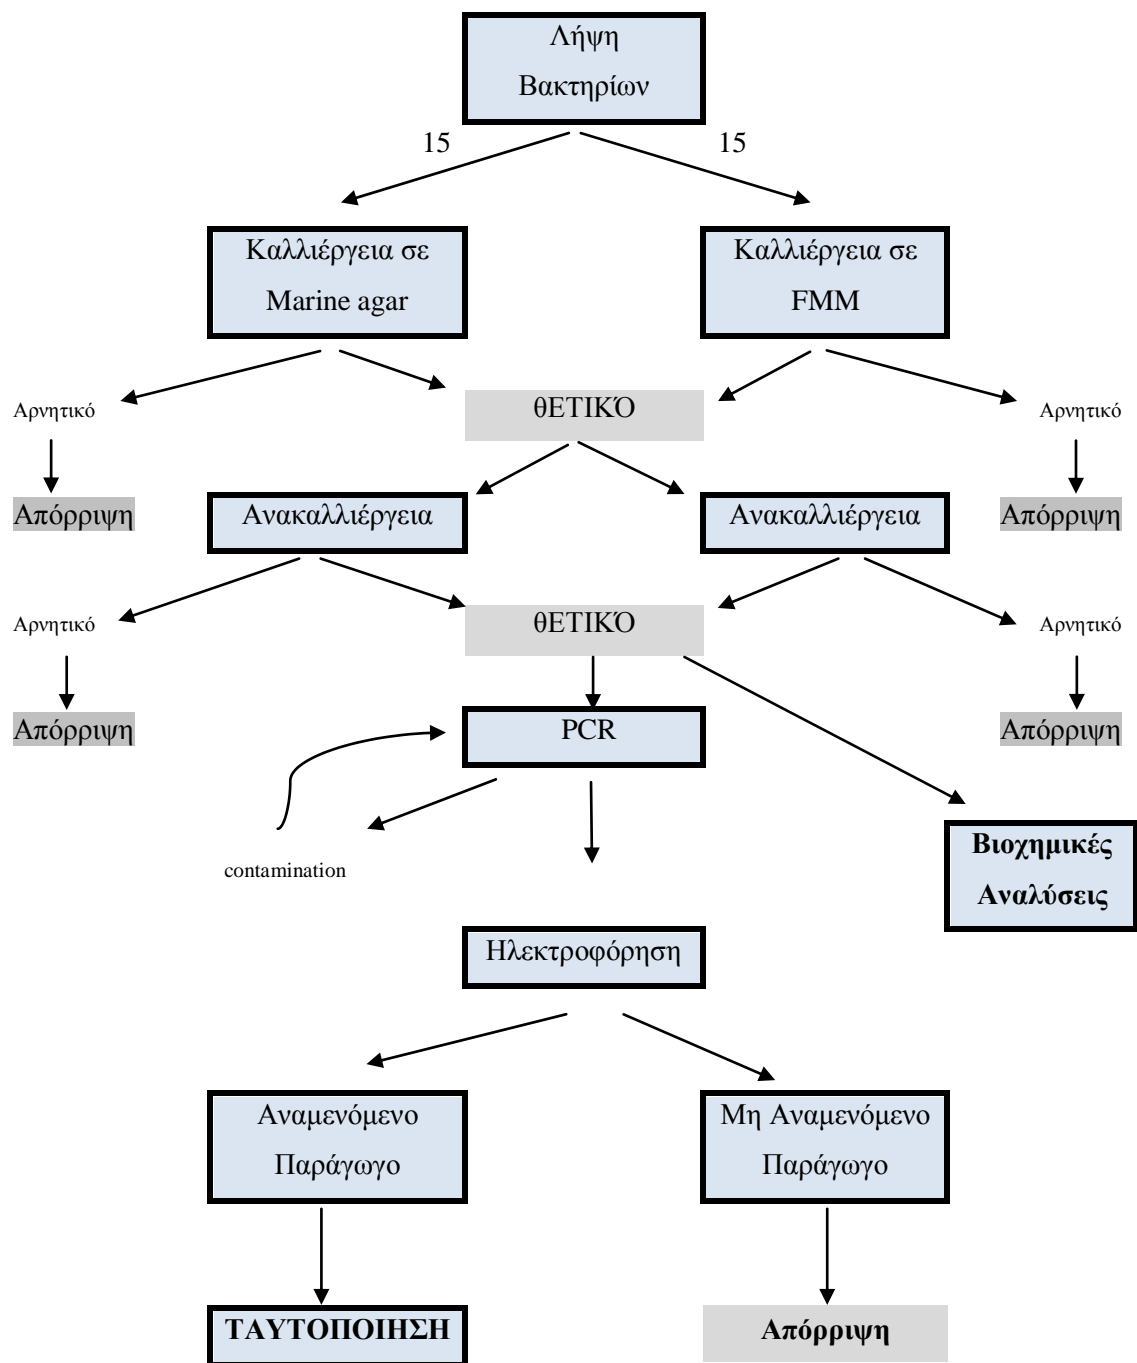 Λήψη
Βακτηρίων
15
15
Καλλιέργεια σε
Marine agar
Καλλιέργεια σε
FMM
Αρνητικό
θΕΤΙΚΌ
Αρνητικό
Απόρριψη
Ανακαλλιέργεια
Ανακαλλιέργεια
Απόρριψη
Αρνητικό
θΕΤΙΚΌ
Αρνητικό
Απόρριψη
PCR
Απόρριψη
contamination
Βιοχημικές
Αναλύσεις
Ηλεκτροφόρηση
Αναμενόμενο
Παράγωγο
Μη Αναμενόμενο
Παράγωγο
ΤΑΥΤΟΠΟΙΗΣΗ
Απόρριψη